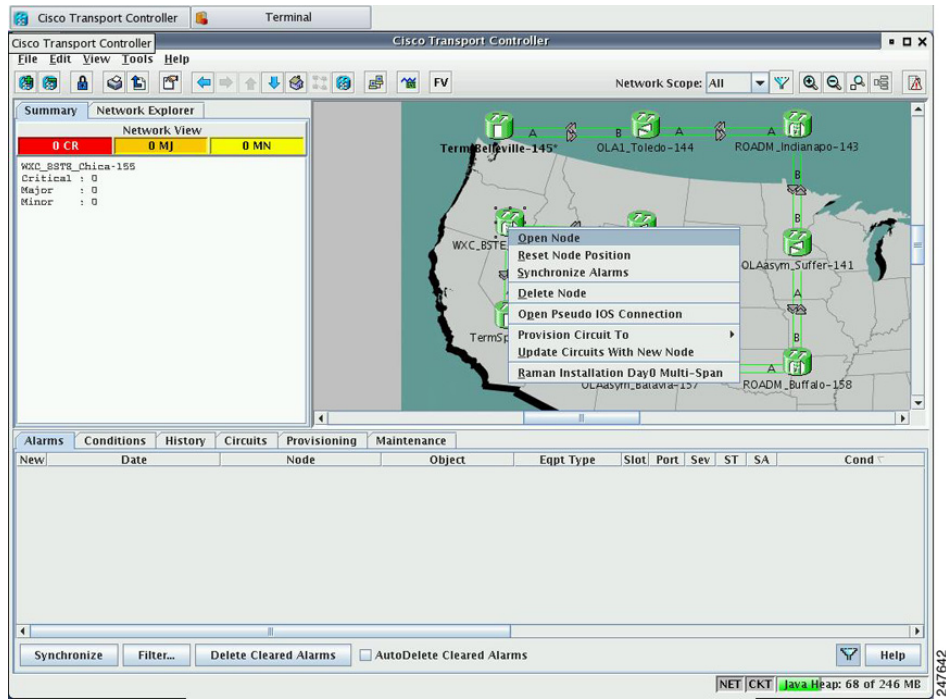 Cisco Transport Controller Terminal
Cisco Transport Controller Cisco Transport Controller
File Edit View Tools Help
FV Network Scope: All
Summary Network Explorer
Network View
0 CR 0 MJ 0 MN
WXC_BSTE_Chica-155
Critical : 0
Major : 0
Minor : 0
A B A A
Term Belleville-145* OLA1_Toledo-144 ROADM_Indianapo-143
B
B
WXC_BSTE
OLAasym_Suffer-141
A
B
TermSp
A
OLAasym_Batavia-157 ROADM_Buffalo-158
Open Node
Reset Node Position
Synchronize Alarms
Delete Node
Open Pseudo IOS Connection
Provision Circuit To
Update Circuits With New Node
Raman Installation Day0 Multi-Span
Alarms Conditions History Circuits Provisioning Maintenance
New Date Node Object Eqpt Type Slot Port Sev ST SA Cond
Synchronize Filter... Delete Cleared Alarms AutoDelete Cleared Alarms Help
NET CKT Java Heap: 68 of 246 MB
247642